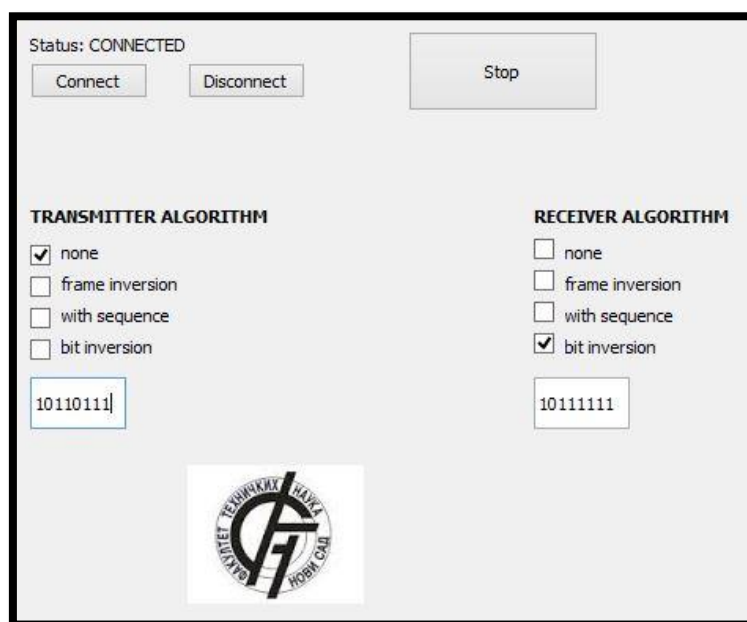 Status: CONNECTED
Connect
Disconnect
Stop
TRANSMITTER ALGORITHM
none
frame inversion
with sequence
bit inversion
10110111
RECEIVER ALGORITHM
none
frame inversion
with sequence
bit inversion
10111111
ФАКУЛТЕТ ТЕХНИЧКИХ НАУКА
НОВИ САД